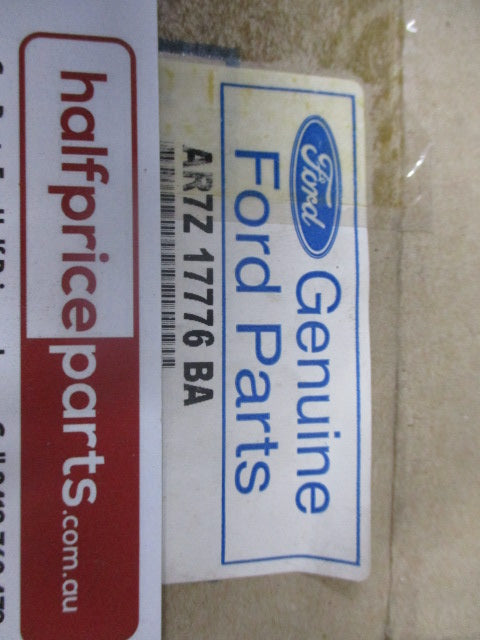 Ford
Genuine
Ford Parts
AR7Z 17776 BA
halfpriceparts.com.au